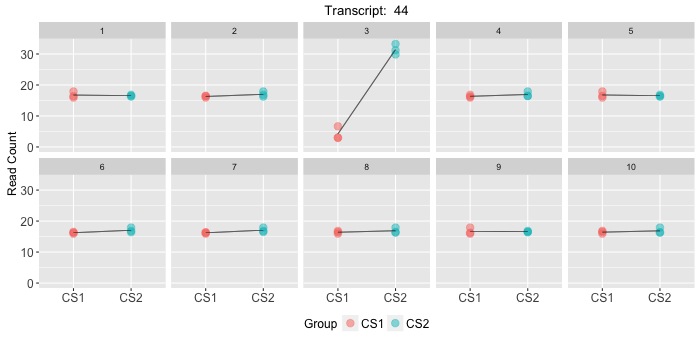 Transcript: 44
1 2 3 4 5
30
20
10
0
Read Count
6 7 8 9 10
30
20
10
0
CS1 CS2 CS1 CS2 CS1 CS2 CS1 CS2 CS1 CS2
Group CS1 CS2